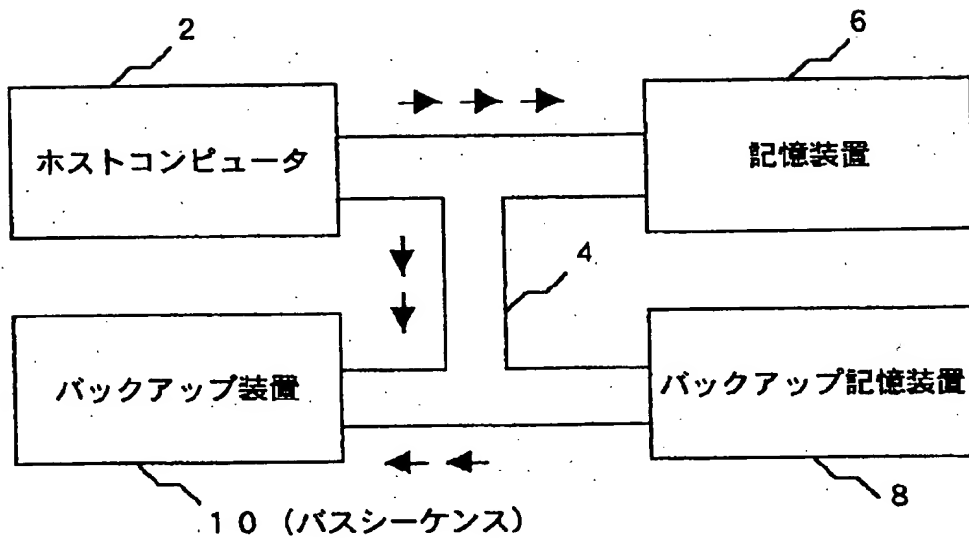 2
6
ホストコンピュータ
記憶装置
4
バックアップ装置
バックアップ記憶装置
10 (バスシーケンス)
8